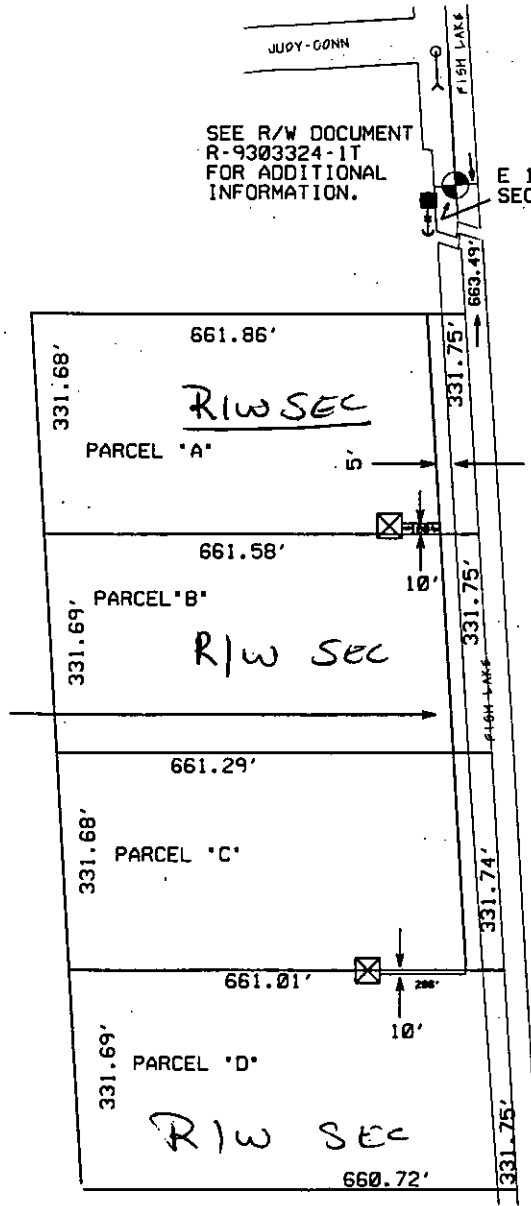 JUDY-CONN
FISH LAKE
SEE R/W DOCUMENT
R-9303324-1T
FOR ADDITIONAL
INFORMATION.
E 1
SEC
663.49'
661.86'
331.75'
331.68'
R/W SEC
PARCEL "A"
5'
661.58'
10'
331.75'
PARCEL "B"
331.69'
R/W SEC
FISH LAKE
661.29'
331.68'
PARCEL "C"
331.74'
661.01'
286'
10'
331.69'
PARCEL "D"
R/W SEC
331.75'
660.72'